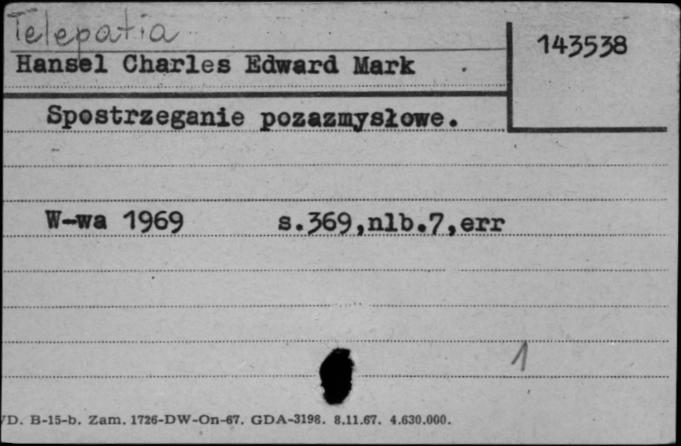 Telepatia
143538
Hansel Charles Edward Mark
Spostrzeganie pozazmysłowe.
W-wa 1969 s.369,nlb.7,err
1
/D. B-15-b. Zam. 1726-DW-On-67. GDA-3198. 8.11.67. 4.630.000.